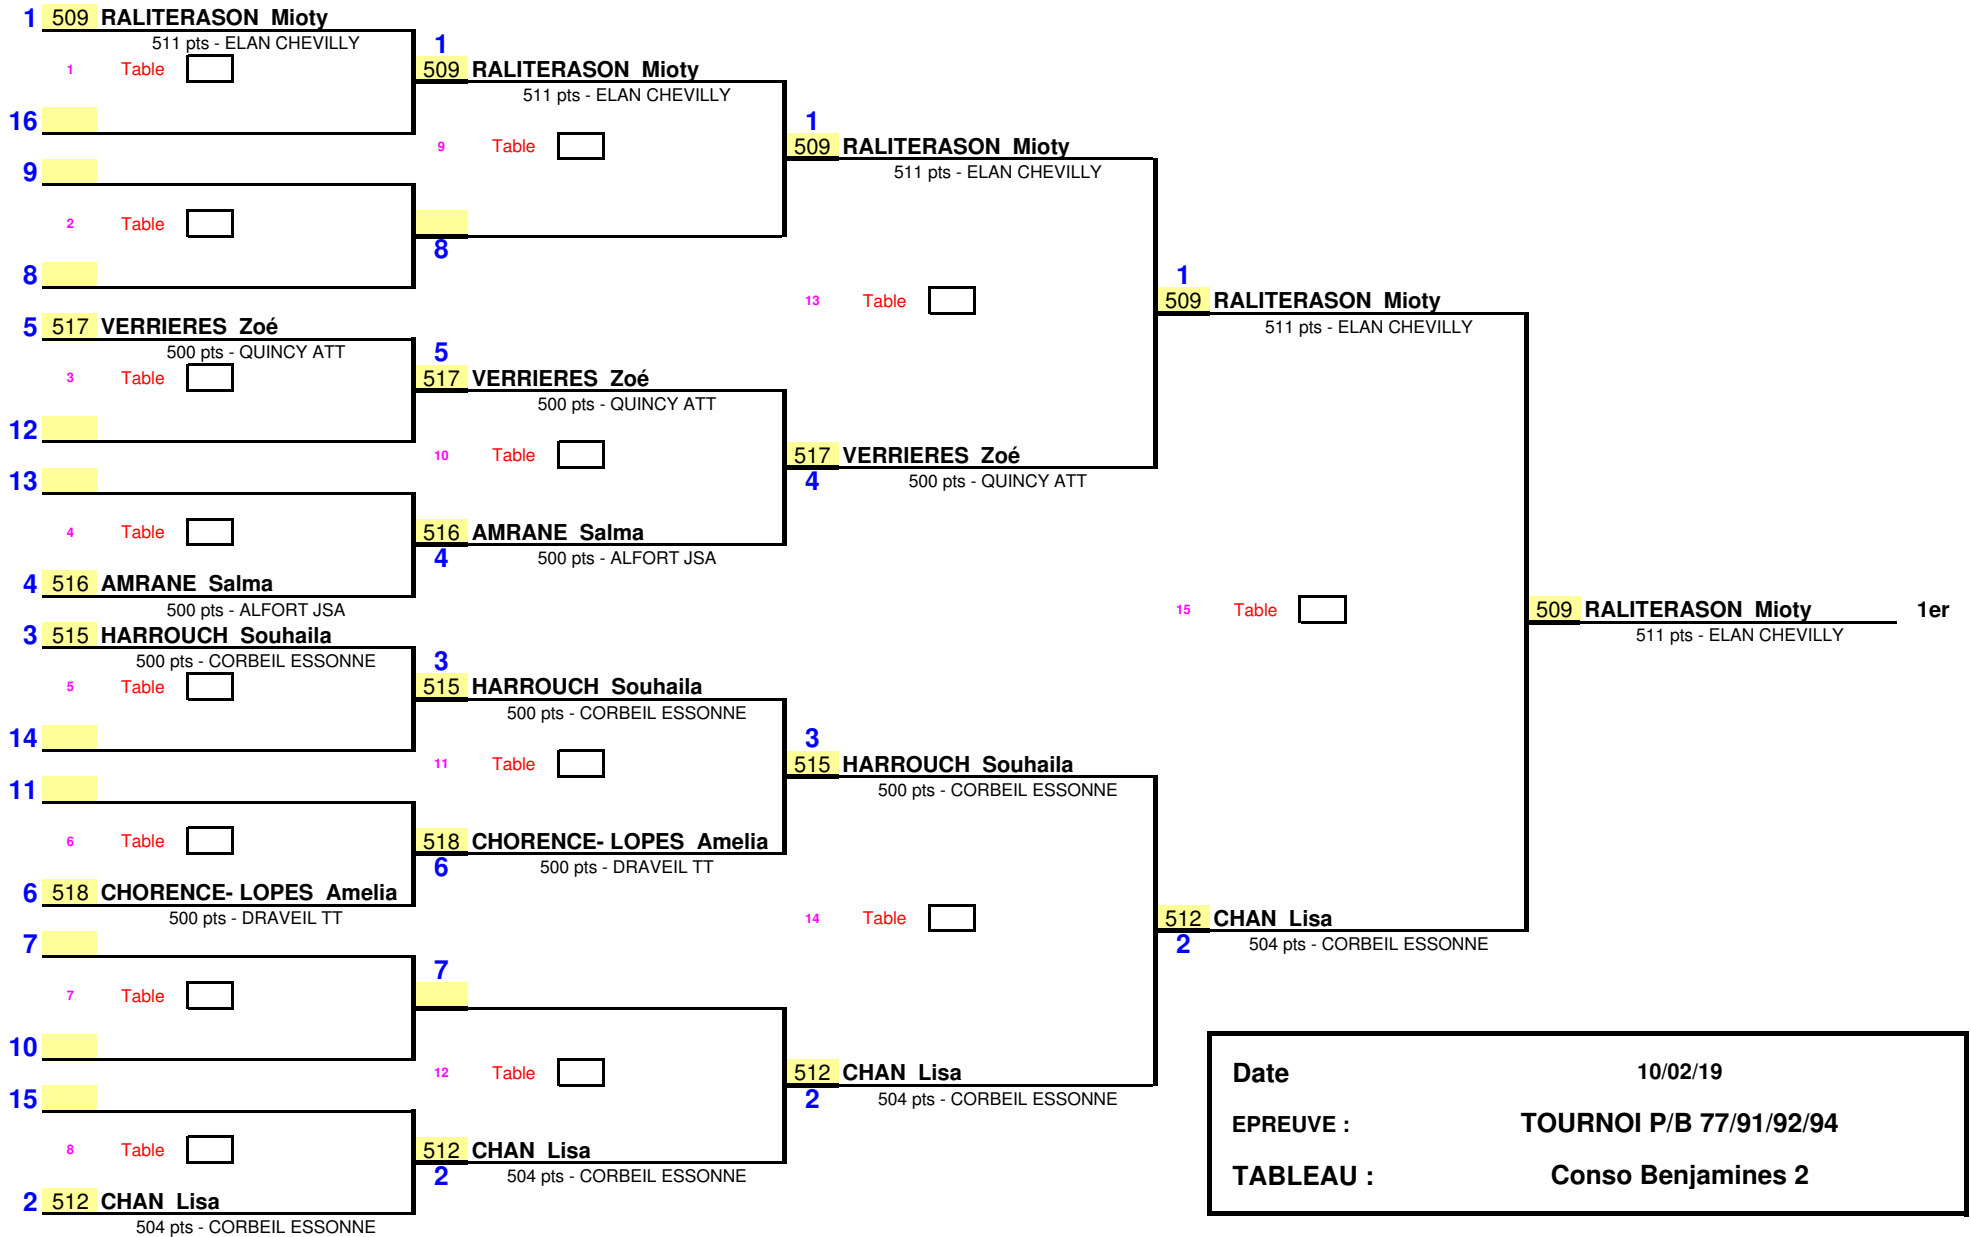 1 509 RALITERASON Mioty
511 pts - ELAN CHEVILLY
1 Table
16
9
2 Table
8
5 517 VERRIERES Zoé
500 pts - QUINCY ATT
3 Table
12
13
4 Table
4 516 AMRANE Salma
500 pts - ALFORT JSA
3 515 HARROUCH Souhaila
500 pts - CORBEIL ESSONNE
5 Table
14
11
6 Table
6 518 CHORENCE- LOPES Amelia
500 pts - DRAVEIL TT
7
7 Table
10
15
8 Table
2 512 CHAN Lisa
504 pts - CORBEIL ESSONNE
1
509 RALITERASON Mioty
511 pts - ELAN CHEVILLY
9 Table
8
5
517 VERRIERES Zoé
500 pts - QUINCY ATT
10 Table
516 AMRANE Salma
4
500 pts - ALFORT JSA
3
515 HARROUCH Souhaila
500 pts - CORBEIL ESSONNE
11 Table
518 CHORENCE- LOPES Amelia
6
500 pts - DRAVEIL TT
7
12 Table
512 CHAN Lisa
2
504 pts - CORBEIL ESSONNE
1
509 RALITERASON Mioty
511 pts - ELAN CHEVILLY
13 Table
517 VERRIERES Zoé
4
500 pts - QUINCY ATT
3
515 HARROUCH Souhaila
500 pts - CORBEIL ESSONNE
14 Table
512 CHAN Lisa
2
504 pts - CORBEIL ESSONNE
1
509 RALITERASON Mioty
511 pts - ELAN CHEVILLY
15 Table
512 CHAN Lisa
2
504 pts - CORBEIL ESSONNE
509 RALITERASON Mioty 1er
511 pts - ELAN CHEVILLY
Date 10/02/19
EPREUVE : TOURNOI P/B 77/91/92/94
TABLEAU : Conso Benjamines 2